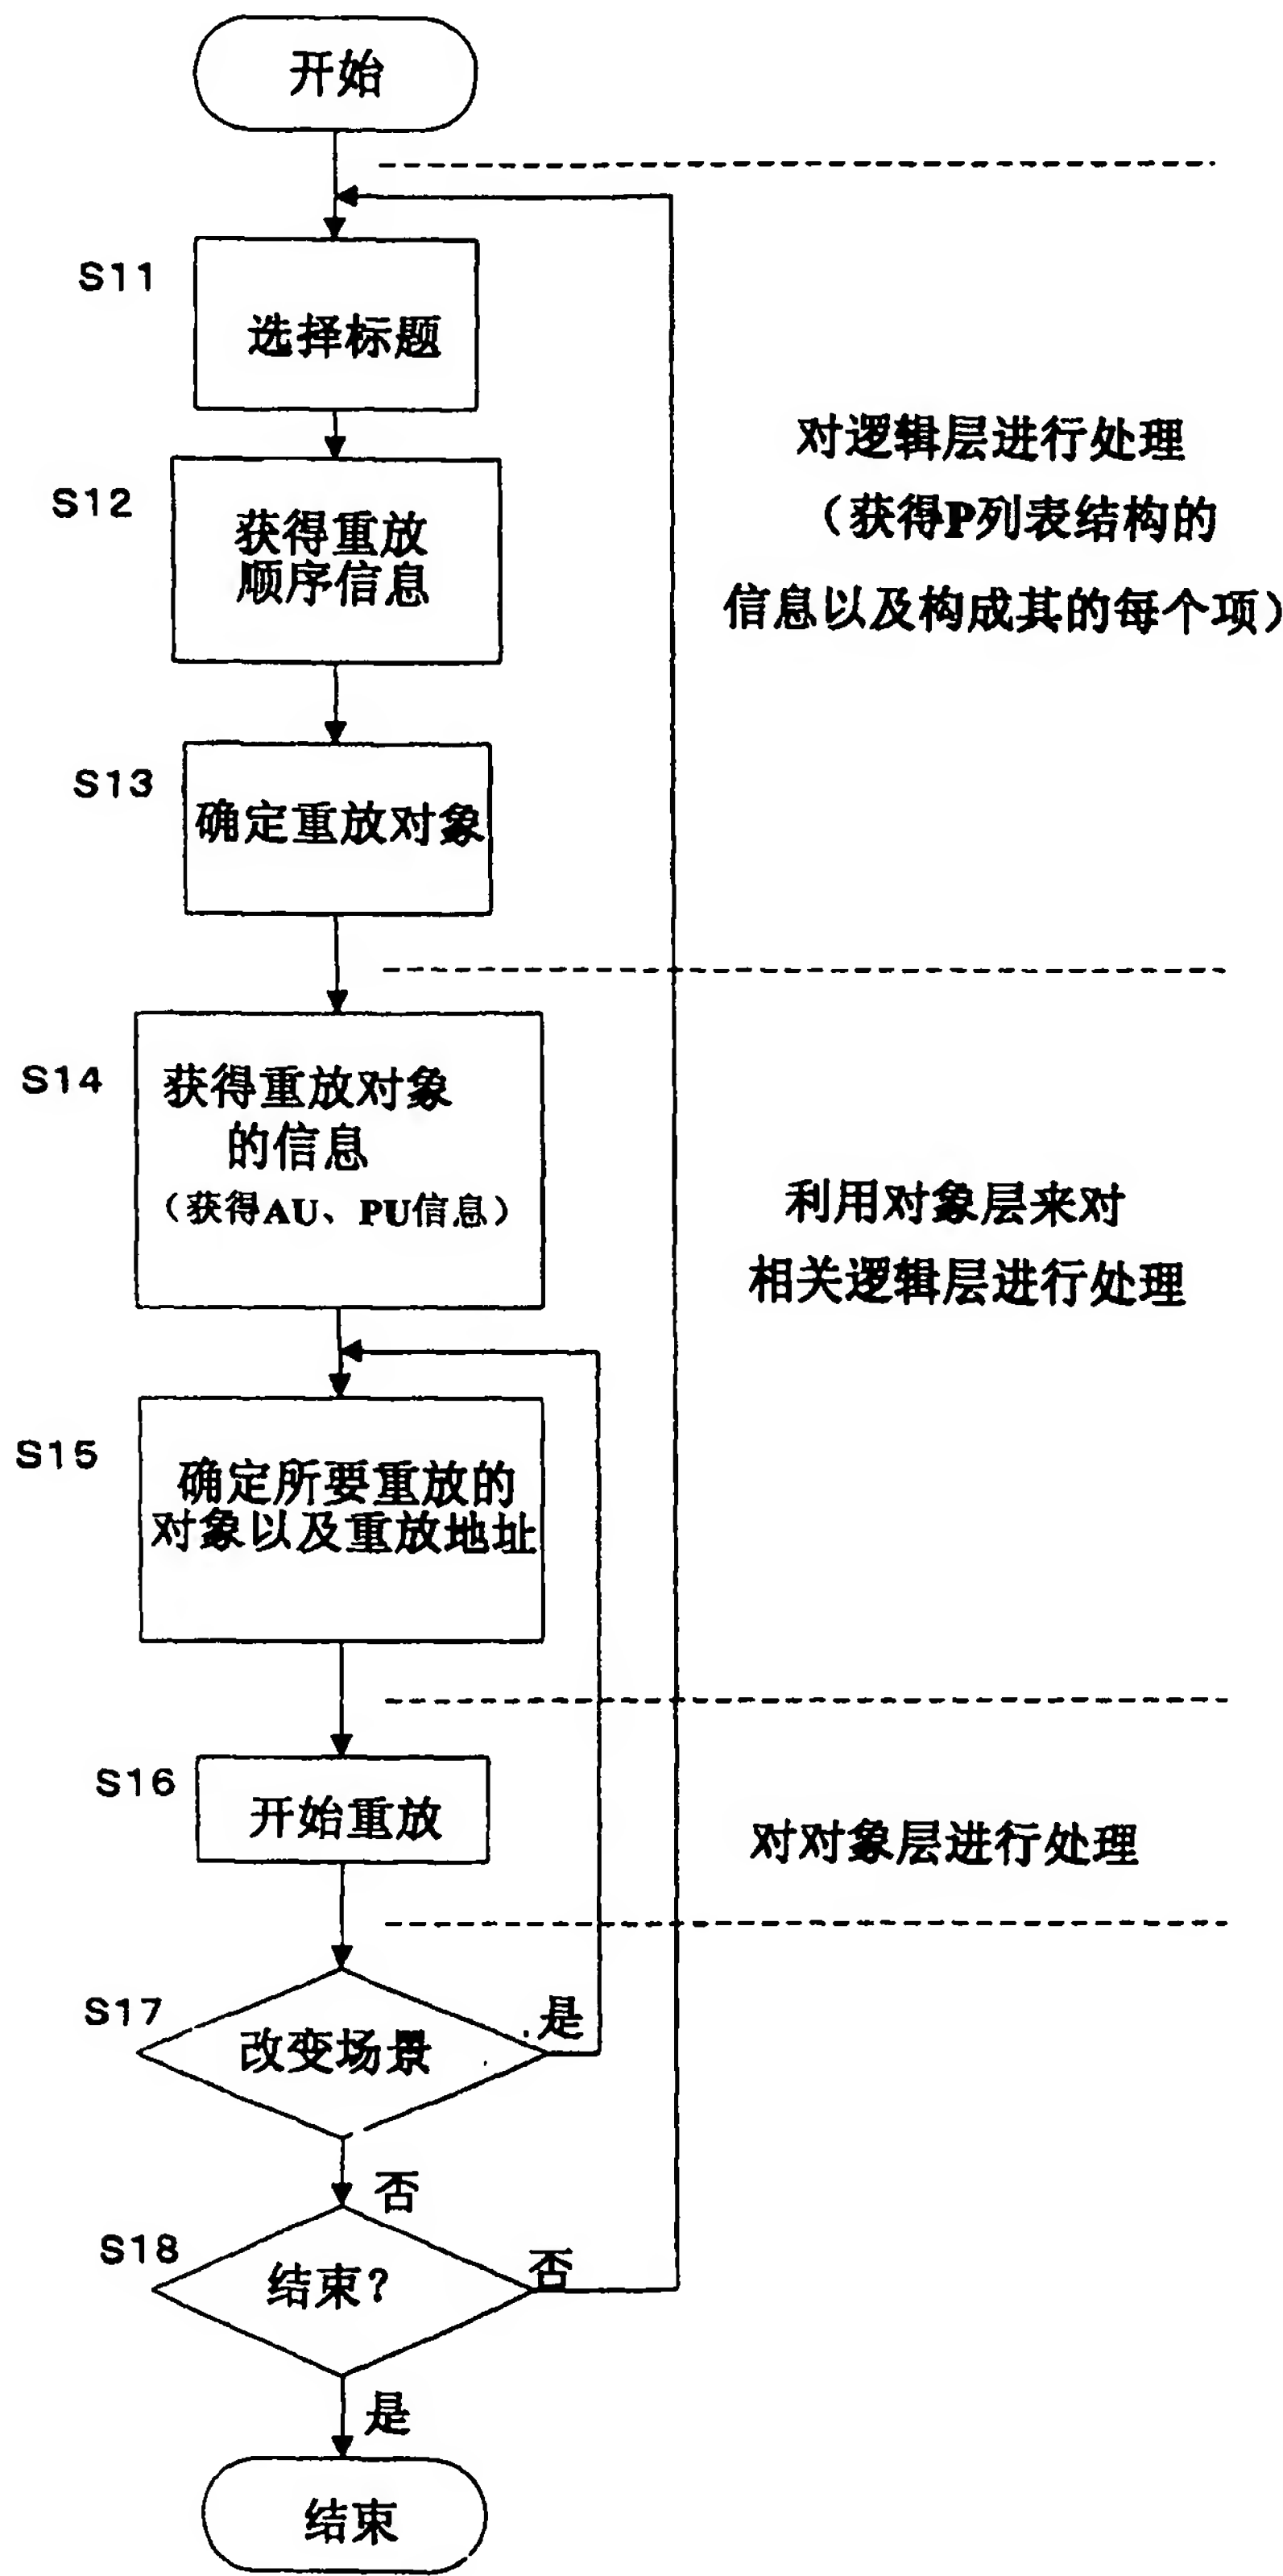 开始
S11
选择标题
S12
获得重放
顺序信息
对逻辑层进行处理
（获得P列表结构的
信息以及构成其的每个项）
S13
确定重放对象
S14
获得重放对象
的信息
（获得AU、PU信息）
利用对象层来对
相关逻辑层进行处理
S15
确定所要重放的
对象以及重放地址
S16
开始重放
对对象层进行处理
S17
改变场景
是
否
S18
结束？
否
是
结束